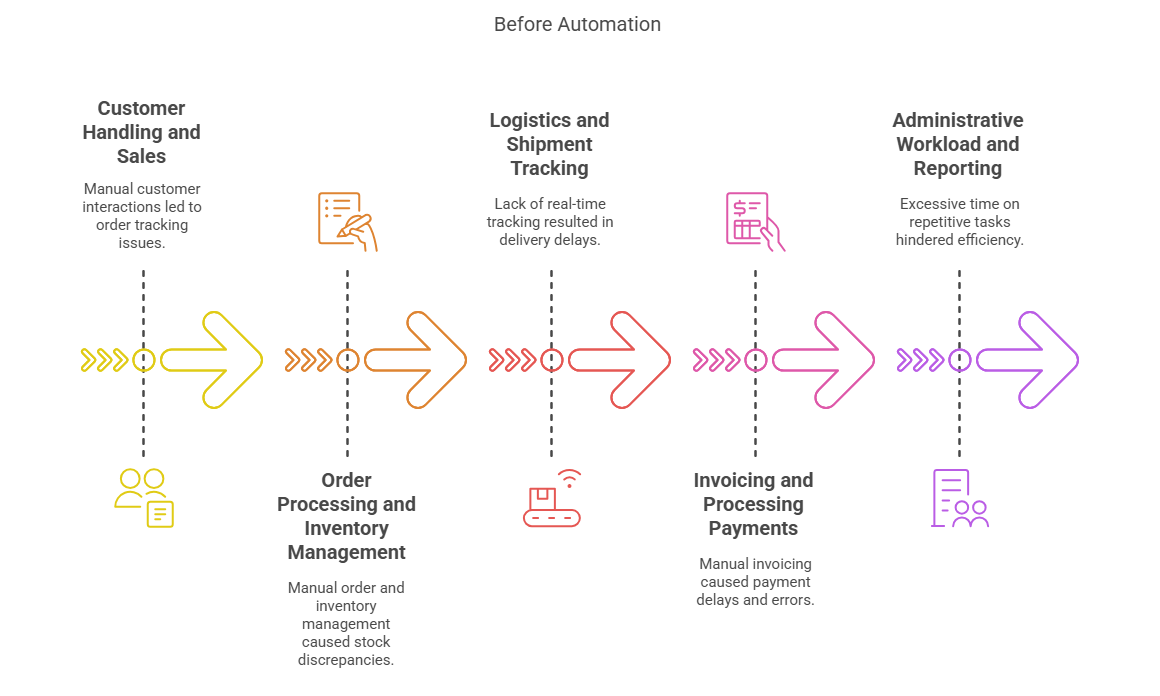 Before Automation
Customer
Handling and
Sales
Manual customer
interactions led to
order tracking
issues.
Order
Processing and
Inventory
Management
Manual order and
inventory
management
caused stock
discrepancies.
Logistics and
Shipment
Tracking
Lack of real-time
tracking resulted in
delivery delays.
Invoicing and
Processing
Payments
Manual invoicing
caused payment
delays and errors.
Administrative
Workload and
Reporting
Excessive time on
repetitive tasks
hindered efficiency.